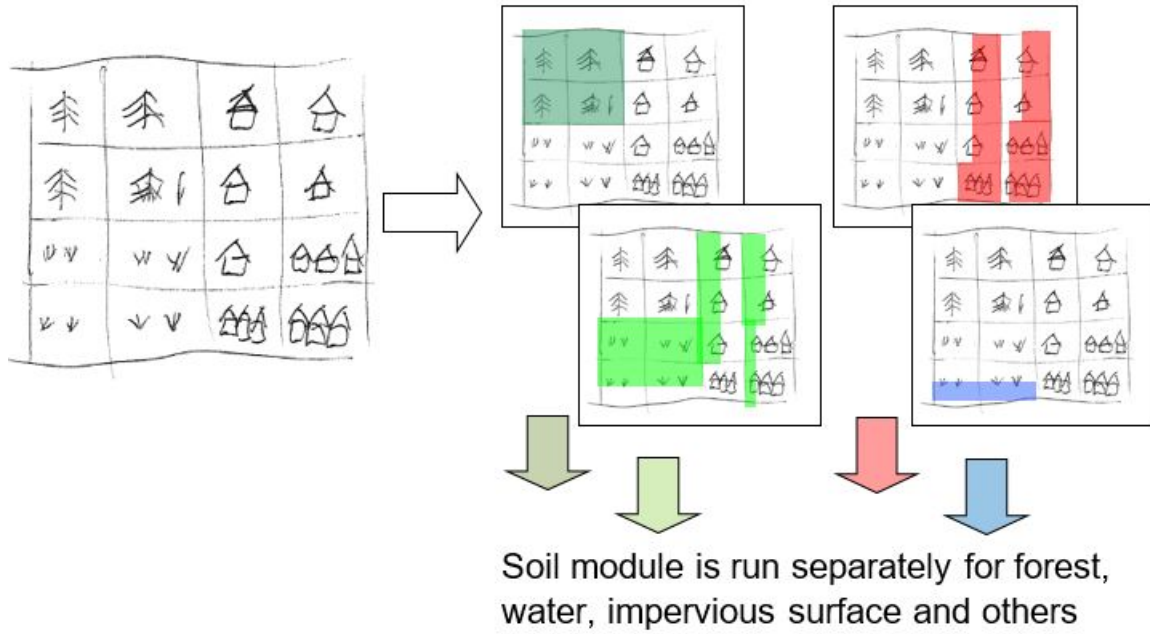 Soil module is run separately for forest,
water, impervious surface and others